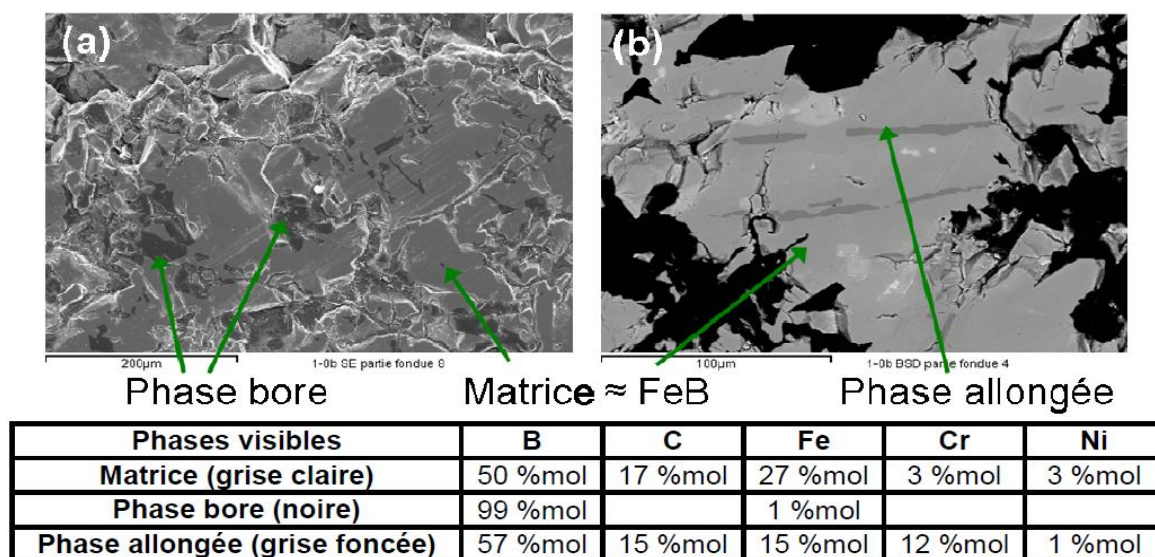 (a) (b)
200µm 1-0b SE partie fondue 8 100µm 1-0b BSD partie fondue 4
Phase bore Matrice ≈ FeB Phase allongée
Phases visibles B C Fe Cr Ni
Matrice (grise claire) 50 %mol 17 %mol 27 %mol 3 %mol 3 %mol
Phase bore (noire) 99 %mol 1 %mol
Phase allongée (grise foncée) 57 %mol 15 %mol 15 %mol 12 %mol 1 %mol